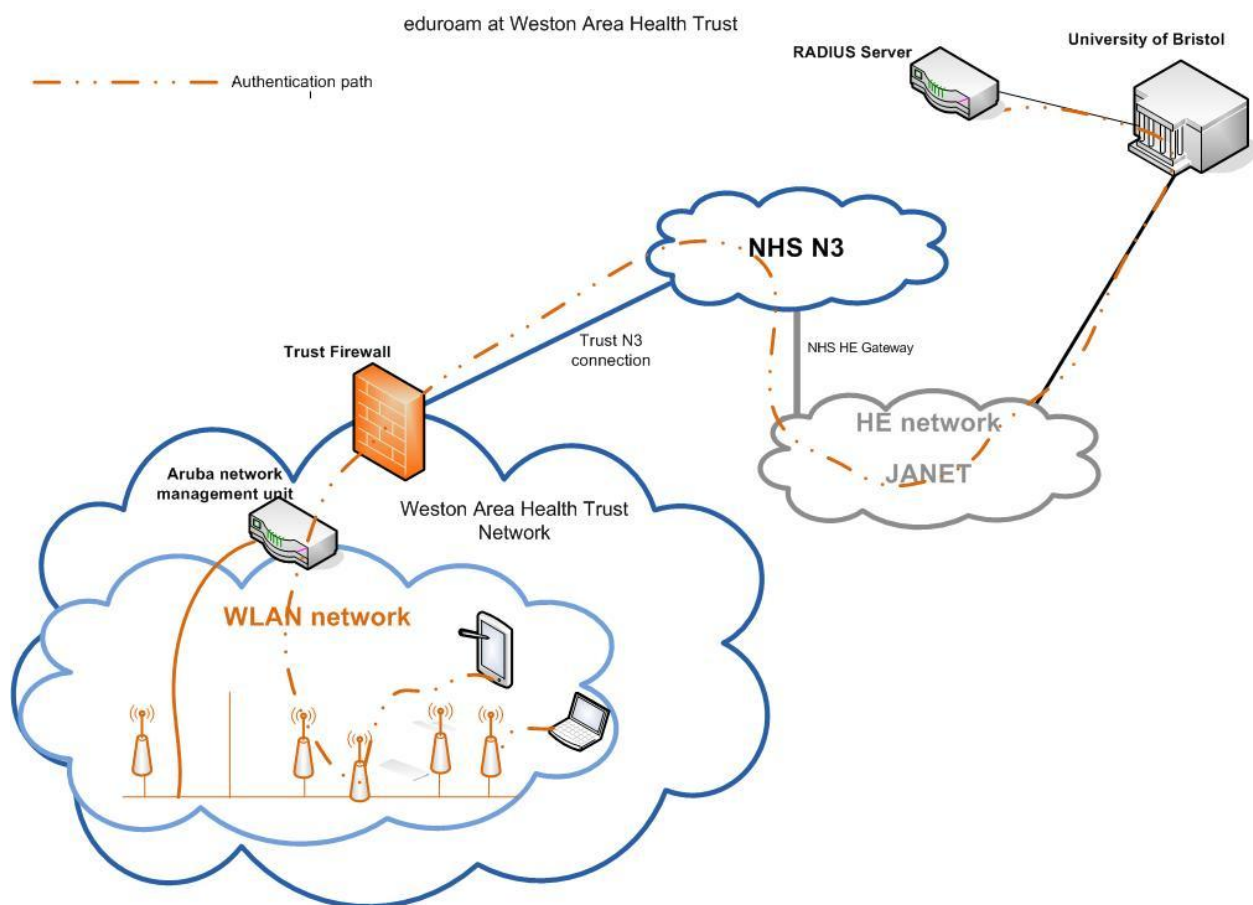 eduroam at Weston Area Health Trust
University of Bristol
RADIUS Server
Authentication path
NHS N3
Trust N3
connection
NHS HE Gateway
Trust Firewall
HE network
JANET
Aruba network
management unit
Weston Area Health Trust
Network
WLAN network